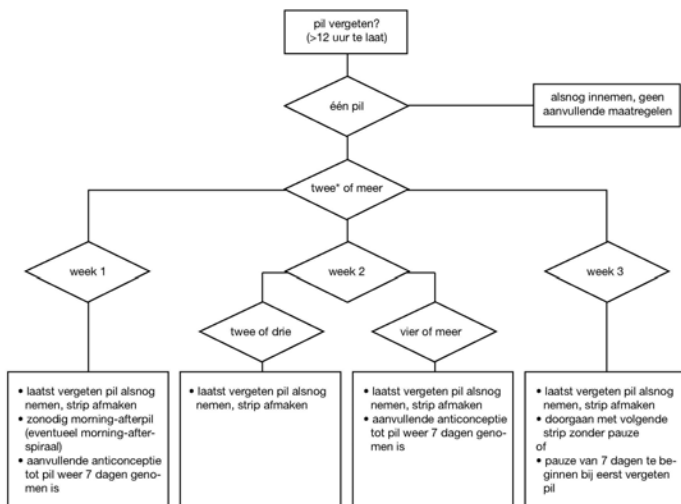 pil vergeten?
(>12 uur te laat)
één pil
alsnog innemen, geen
aanvullende maatregelen
twee* of meer
week 1
week 2
week 3
twee of drie
vier of meer
• laatst vergeten pil alsnog
nemen, strip afmaken
• zonodig morning-afterpil
(eventueel morning-after-
spiraal)
• aanvullende anticonceptie
tot pil weer 7 dagen geno-
men is
• laatst vergeten pil alsnog
nemen, strip afmaken
• laatst vergeten pil alsnog
nemen, strip afmaken
• aanvullende anticonceptie
tot pil weer 7 dagen geno-
men is
• laatst vergeten pil alsnog
nemen, strip afmaken
• doorgaan met volgende
strip zonder pauze
of
• pauze van 7 dagen te be-
ginnen bij eerst vergeten
pil